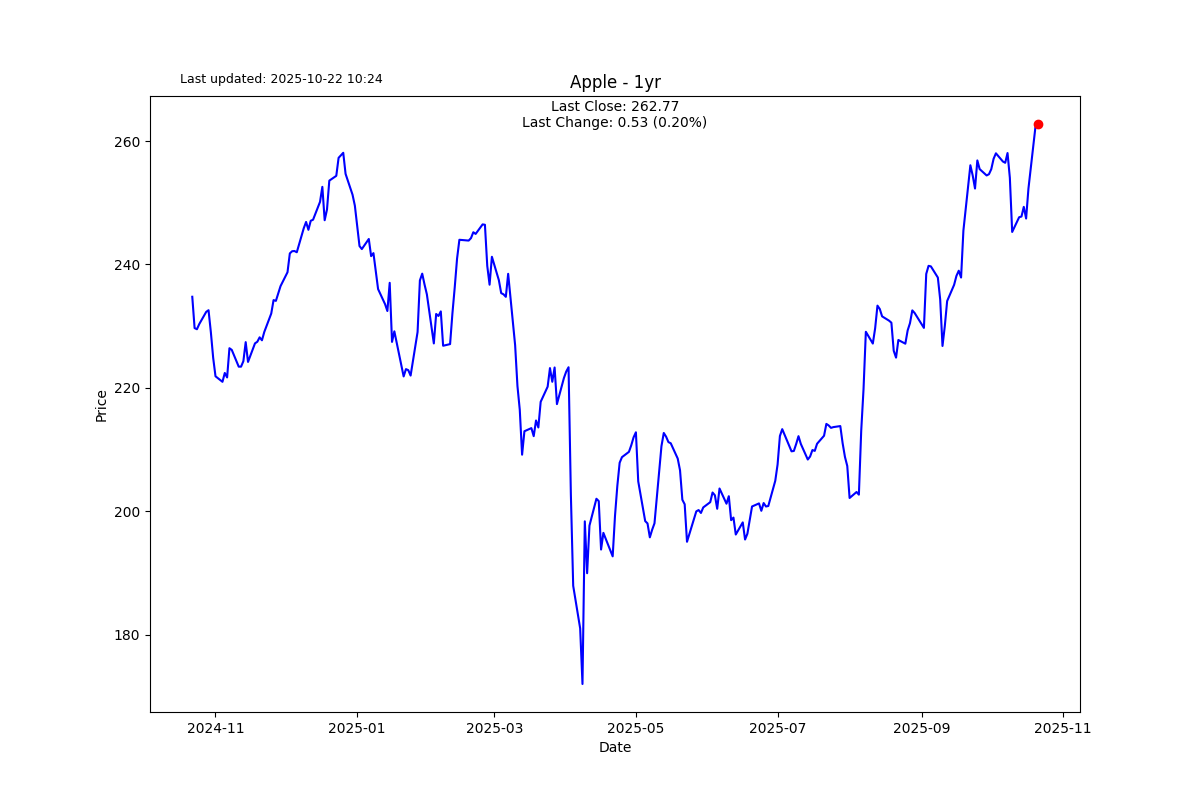 Last updated: 2025-10-22 10:24
Apple - 1yr
Last Close: 262.77
Last Change: 0.53 (0.20%)
260
240
220
200
180
Price
2024-11
2025-01
2025-03
2025-05
2025-07
2025-09
2025-11
Date